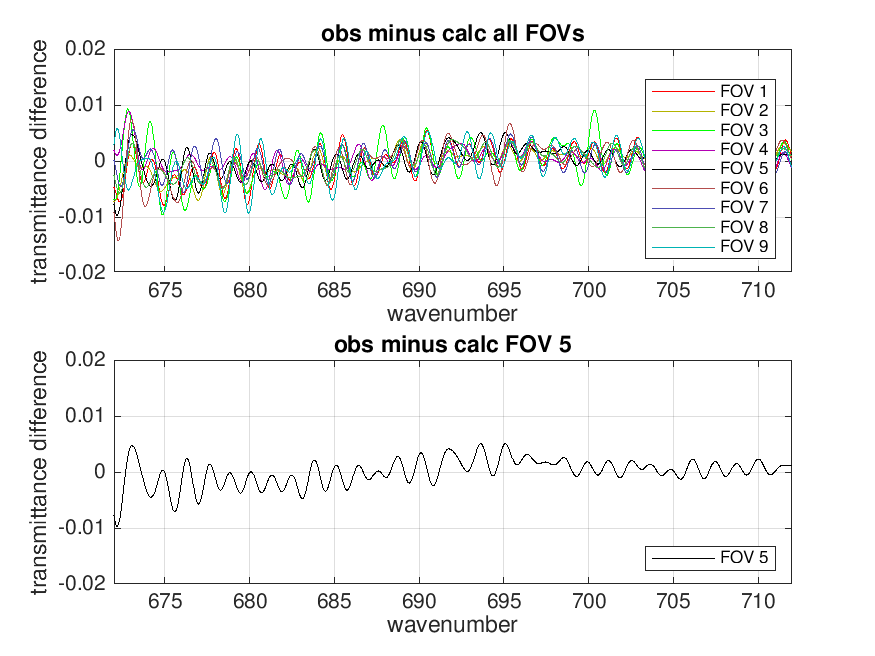 obs minus calc all FOVs
transmittance difference
0.02
0.01
0
-0.01
-0.02
FOV 1
FOV 2
FOV 3
FOV 4
FOV 5
FOV 6
FOV 7
FOV 8
FOV 9
675 680 685 690 695 700 705 710
wavenumber
obs minus calc FOV 5
transmittance difference
0.02
0.01
0
-0.01
-0.02
FOV 5
675 680 685 690 695 700 705 710
wavenumber